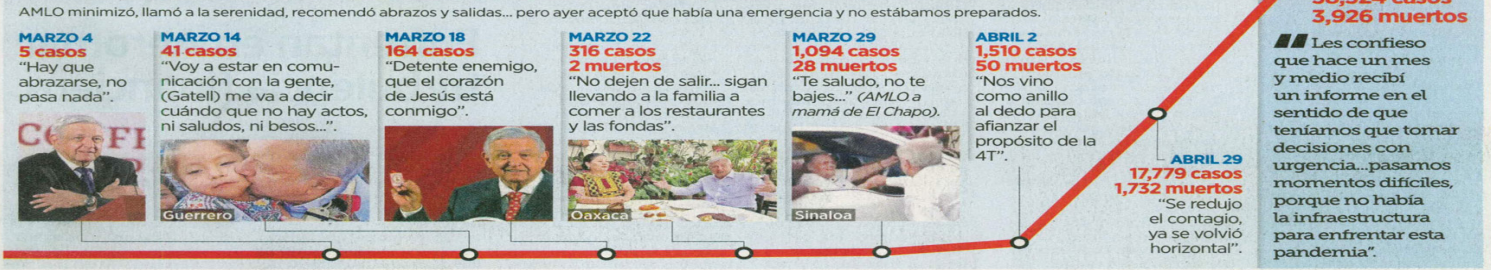 AMLO minimizó, llamó a la serenidad, recomendó abrazos y salidas... pero ayer aceptó que había una emergencia y no estábamos preparados.
MARZO 4
5 casos
“Hay que
abrazarse, no
pasa nada”.
MARZO 14
41 casos
“Voy a estar en comu-
nicación con la gente,
(Gatell) me va a decir
cuándo que no hay actos,
ni saludos, ni besos...”.
Guerrero
MARZO 18
164 casos
“Detente enemigo,
que el corazón
de Jesús está
conmigo”.
MARZO 22
316 casos
2 muertos
“No dejen de salir... sigan
llevando a la familia a
comer a los restaurantes
y las fondas”.
Oaxaca
MARZO 29
1,094 casos
28 muertos
“Te saludo, no te
bajes...” (AMLO a
mamá de El Chapo).
Sinaloa
ABRIL 2
1,510 casos
50 muertos
“Nos vino
como anillo
al dedo para
afianzar el
propósito de la
4T”.
ABRIL 29
17,779 casos
1,732 muertos
“Se redujo
el contagio,
ya se volvió
horizontal”.
casos
3,926 muertos
Les confieso
que hace un mes
y medio recibí
un informe en el
sentido de que
teníamos que tomar
decisiones con
urgencia...pasamos
momentos difíciles,
porque no había
la infraestructura
para enfrentar esta
pandemia”.